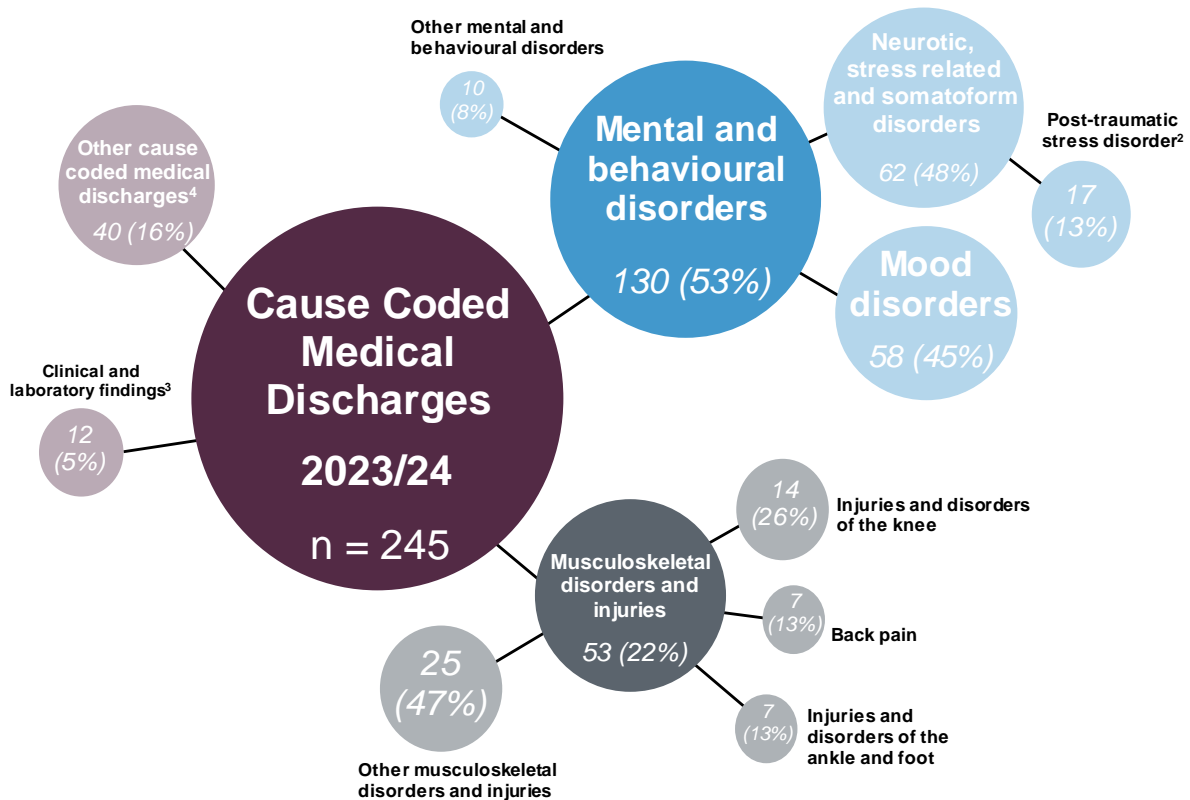 Other mental and
behavioural disorders
10
(8%)
Neurotic,
stress related
and somatoform
disorders
62 (48%)
Post-traumatic
stress disorder²
17
(13%)
Mental and
behavioural
disorders
130 (53%)
Mood
disorders
58 (45%)
Other cause
coded medical
discharges⁴
40 (16%)
Clinical and
laboratory findings³
12
(5%)
Cause Coded
Medical
Discharges
2023/24
n = 245
Musculoskeletal
disorders and
injuries
53 (22%)
14
(26%)
Injuries and disorders
of the knee
7
(13%)
Back pain
7
(13%)
Injuries and
disorders of the
ankle and foot
25
(47%)
Other musculoskeletal
disorders and injuries